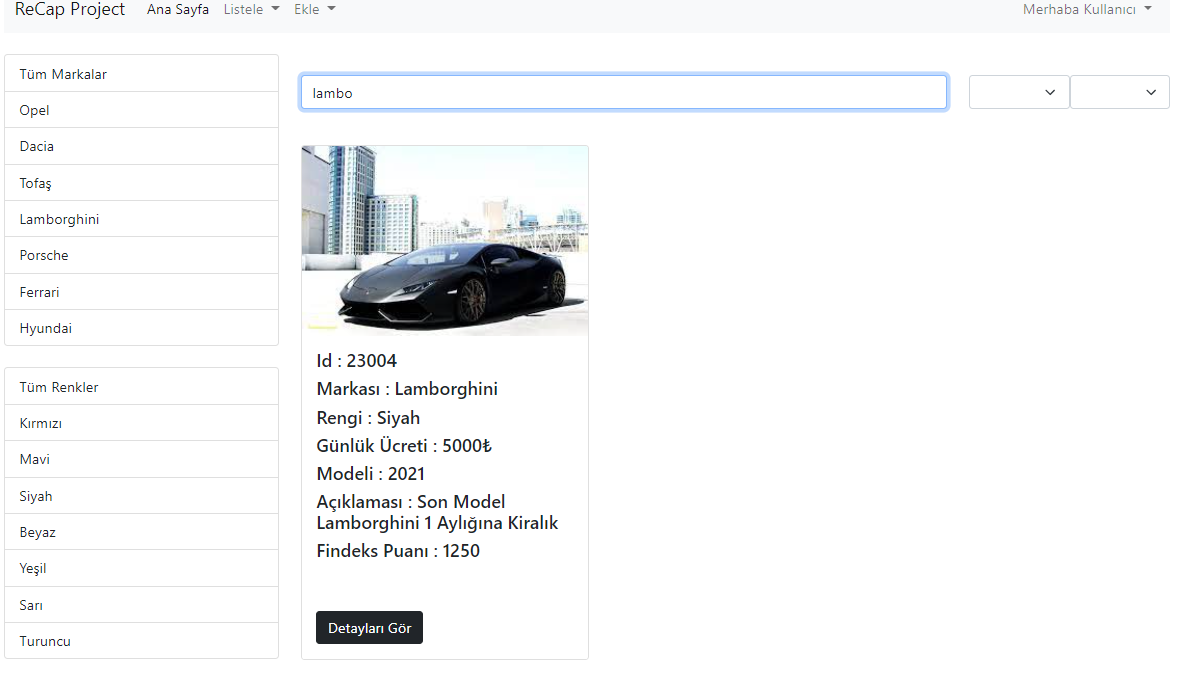 ReCap Project Ana Sayfa Listele Ekle Merhaba Kullanıcı
Tüm Markalar
Opel
Dacia
Tofaş
Lamborghini
Porsche
Ferrari
Hyundai
Tüm Renkler
Kırmızı
Mavi
Siyah
Beyaz
Yeşil
Sarı
Turuncu
lambo
Id : 23004
Markası : Lamborghini
Rengi : Siyah
Günlük Ücreti : 5000₺
Modeli : 2021
Açıklaması : Son Model
Lamborghini 1 Aylığına Kiralık
Findeks Puanı : 1250
Detayları Gör